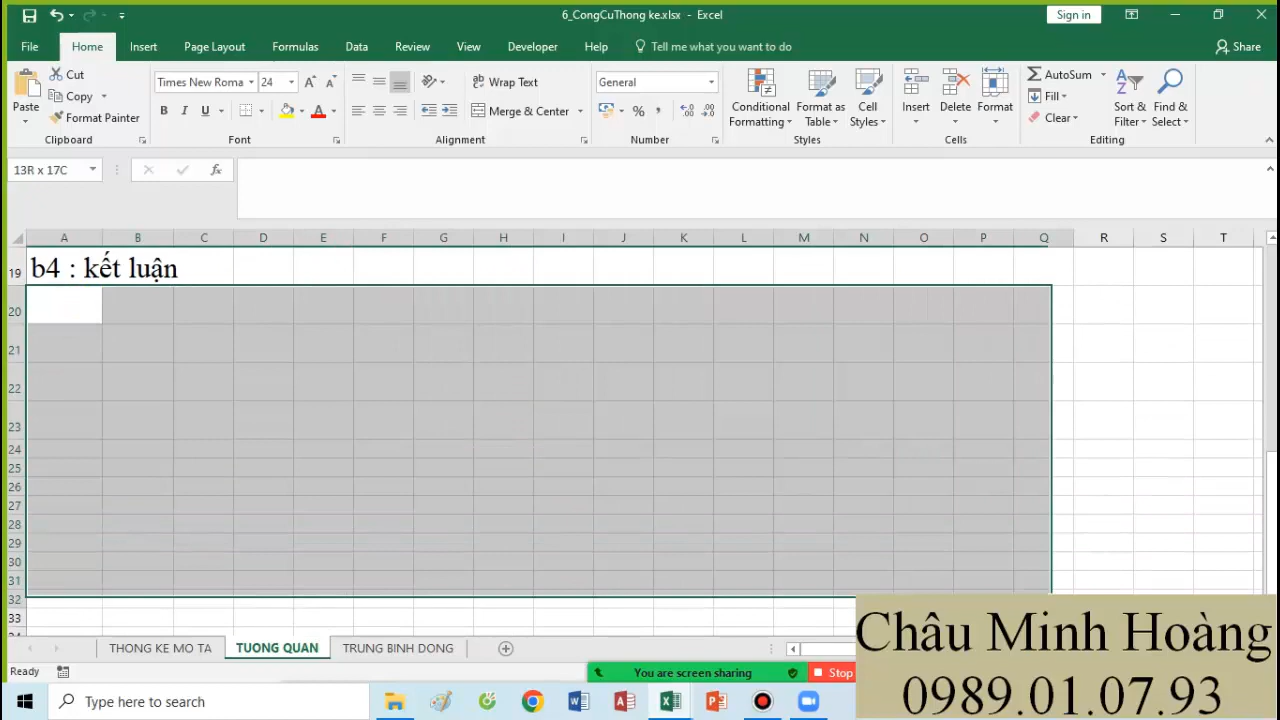 6_CongCuThong ke.xlsx - Excel
Sign in
File Home Insert Page Layout Formulas Data Review View Developer Help Tell me what you want to do Share
Paste
Cut
Copy
Format Painter
Clipboard
Times New Roma 24
B I U
Font
Wrap Text
Merge & Center
Alignment
General
% ,
Number
Conditional Formatting
Format as Table
Cell Styles
Styles
Insert Delete Format
Cells
AutoSum
Fill
Clear
Sort & Filter
Find & Select
Editing
13R x 17C
fx
A B C D E F G H I J K L M N O P Q R S T
19 b4 : kết luận
20
21
22
23
24
25
26
27
28
29
30
31
32
33
THONG KE MO TA TUONG QUAN TRUNG BINH DONG
Ready
You are screen sharing Stop
Type here to search
Châu Minh Hoàng
0989.01.07.93